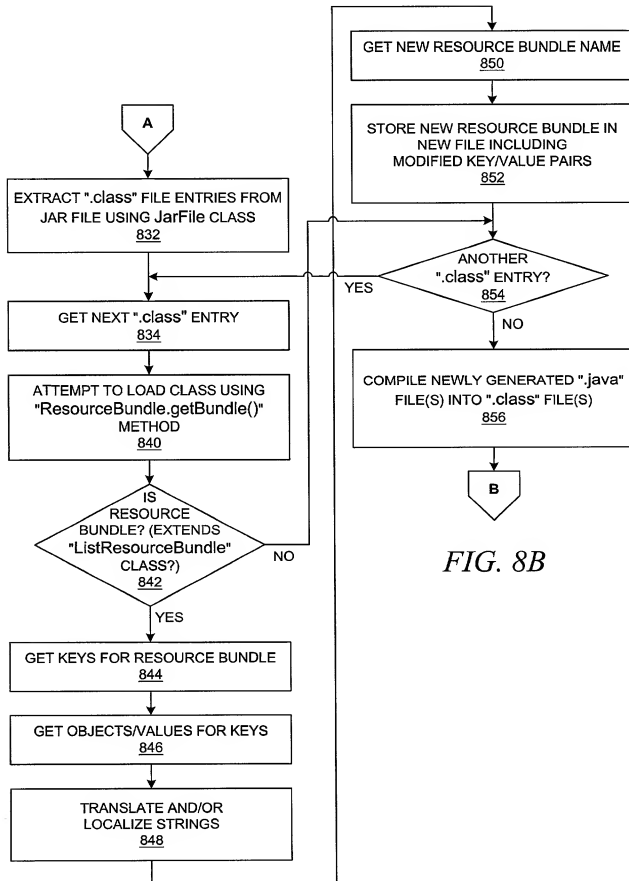 A
EXTRACT ".class" FILE ENTRIES FROM
JAR FILE USING JarFile CLASS
832
GET NEXT ".class" ENTRY
834
ATTEMPT TO LOAD CLASS USING
"ResourceBundle.getBundle()"
METHOD
840
IS
RESOURCE
BUNDLE? (EXTENDS
"ListResourceBundle"
CLASS?)
842
NO
YES
GET KEYS FOR RESOURCE BUNDLE
844
GET OBJECTS/VALUES FOR KEYS
846
TRANSLATE AND/OR
LOCALIZE STRINGS
848
GET NEW RESOURCE BUNDLE NAME
850
STORE NEW RESOURCE BUNDLE IN
NEW FILE INCLUDING
MODIFIED KEY/VALUE PAIRS
852
ANOTHER
".class" ENTRY?
854
YES
NO
COMPILE NEWLY GENERATED ".java"
FILE(S) INTO ".class" FILE(S)
856
B
FIG. 8B